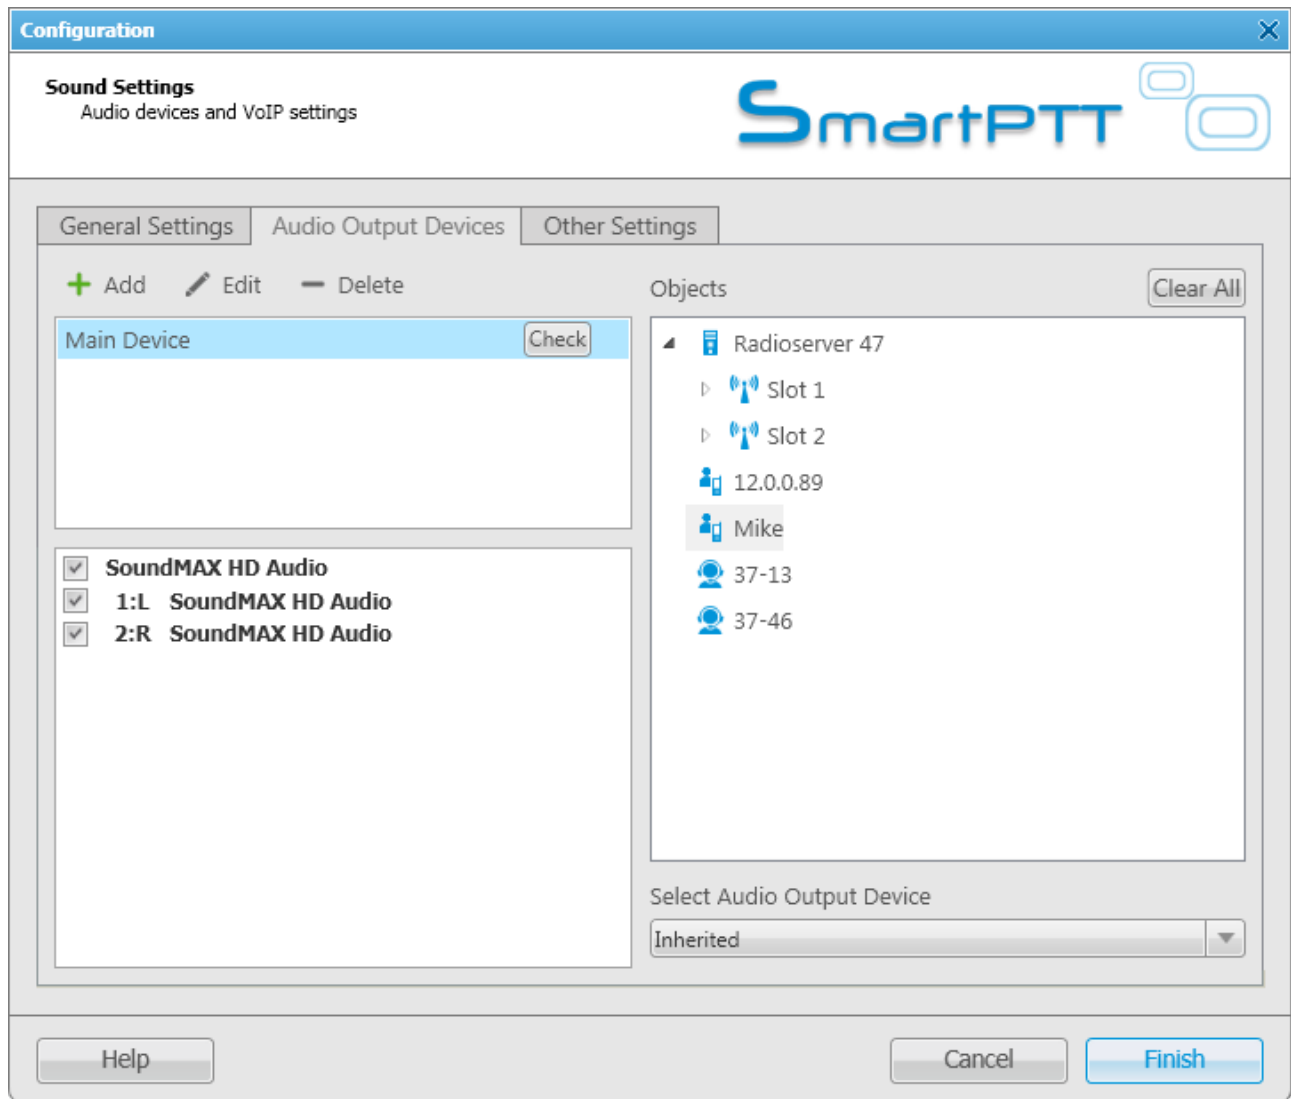 Configuration
Sound Settings
Audio devices and VoIP settings
SmartPTT
General Settings
Audio Output Devices
Other Settings
Add
Edit
Delete
Main Device
Check
SoundMAX HD Audio
1:L SoundMAX HD Audio
2:R SoundMAX HD Audio
Objects
Clear All
Radioserver 47
Slot 1
Slot 2
12.0.0.89
Mike
37-13
37-46
Select Audio Output Device
Inherited
Help
Cancel
Finish